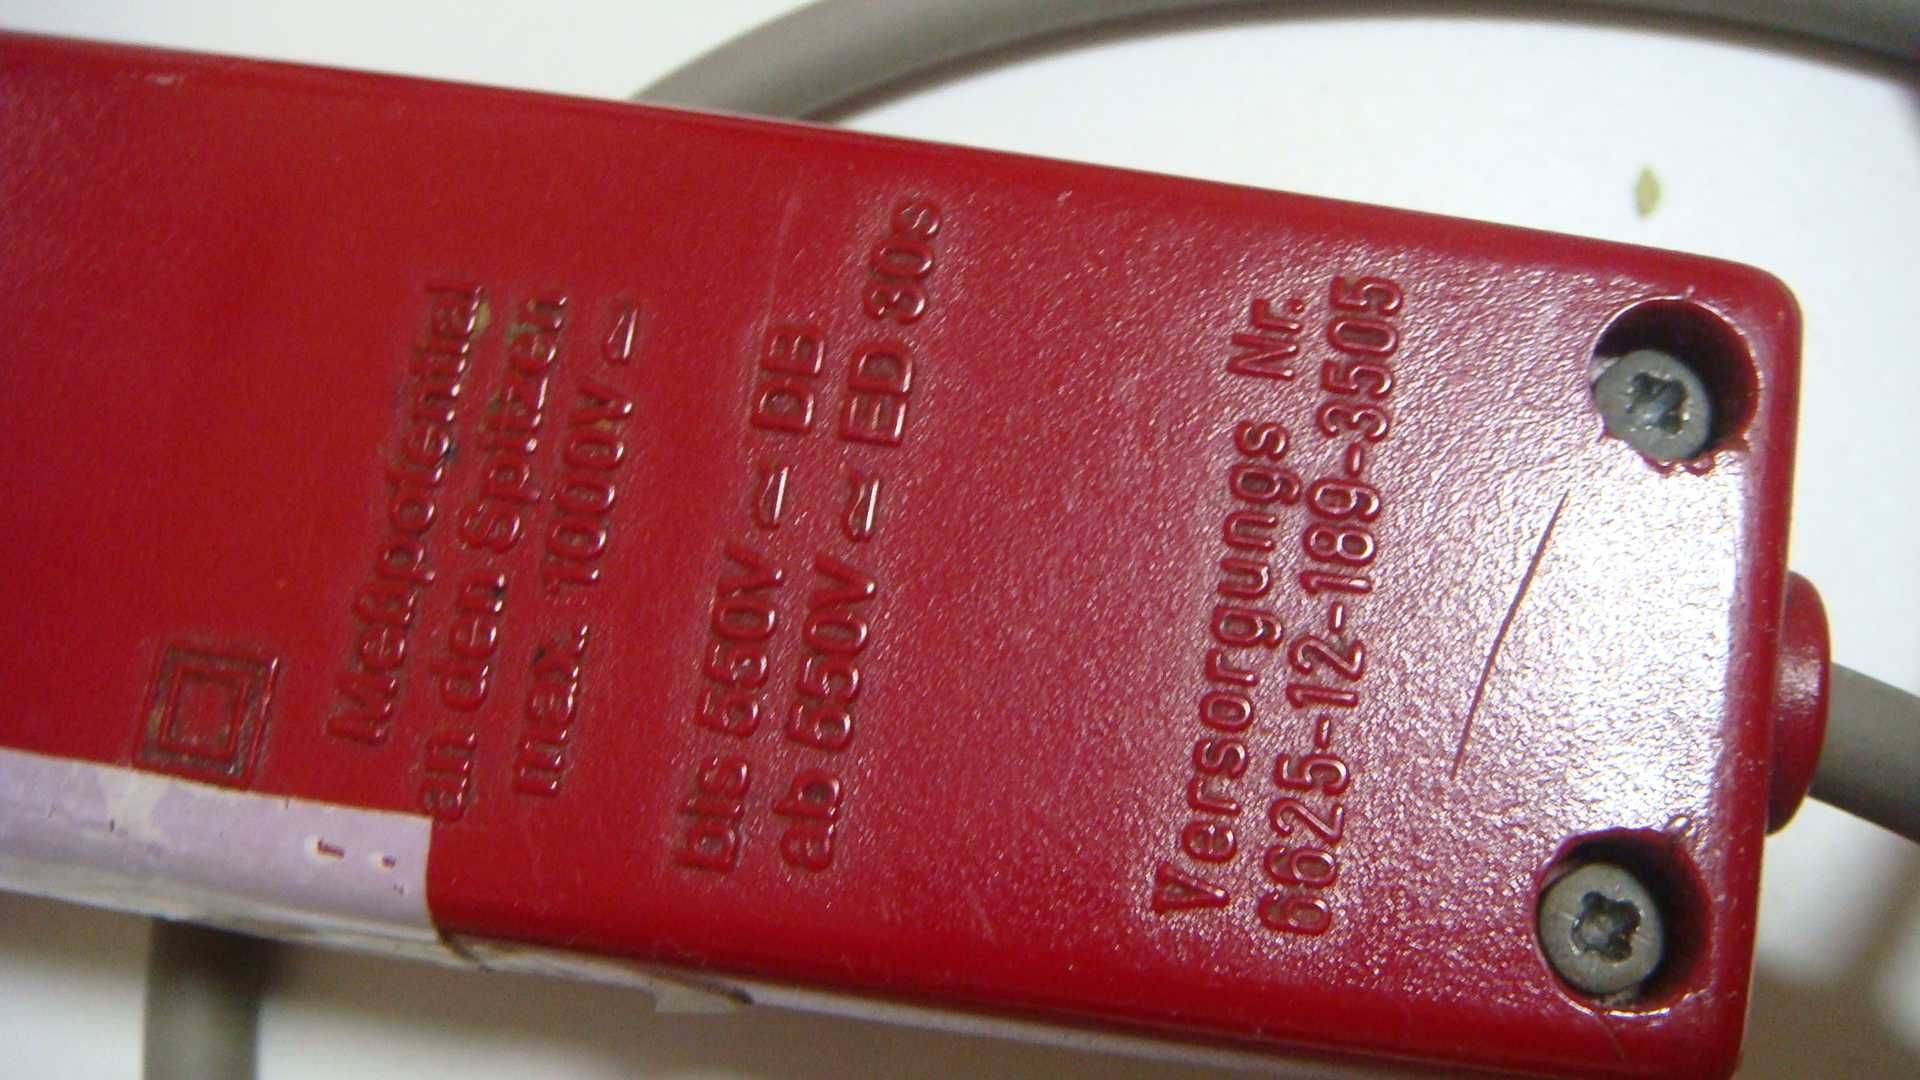 Meßpotential
an den Spitzen
max. 1000V ⏦
bis 550V ⏦ DB
ab 550V ⏦ ED 30s
Versorgungs Nr.
6625-12-189-3505